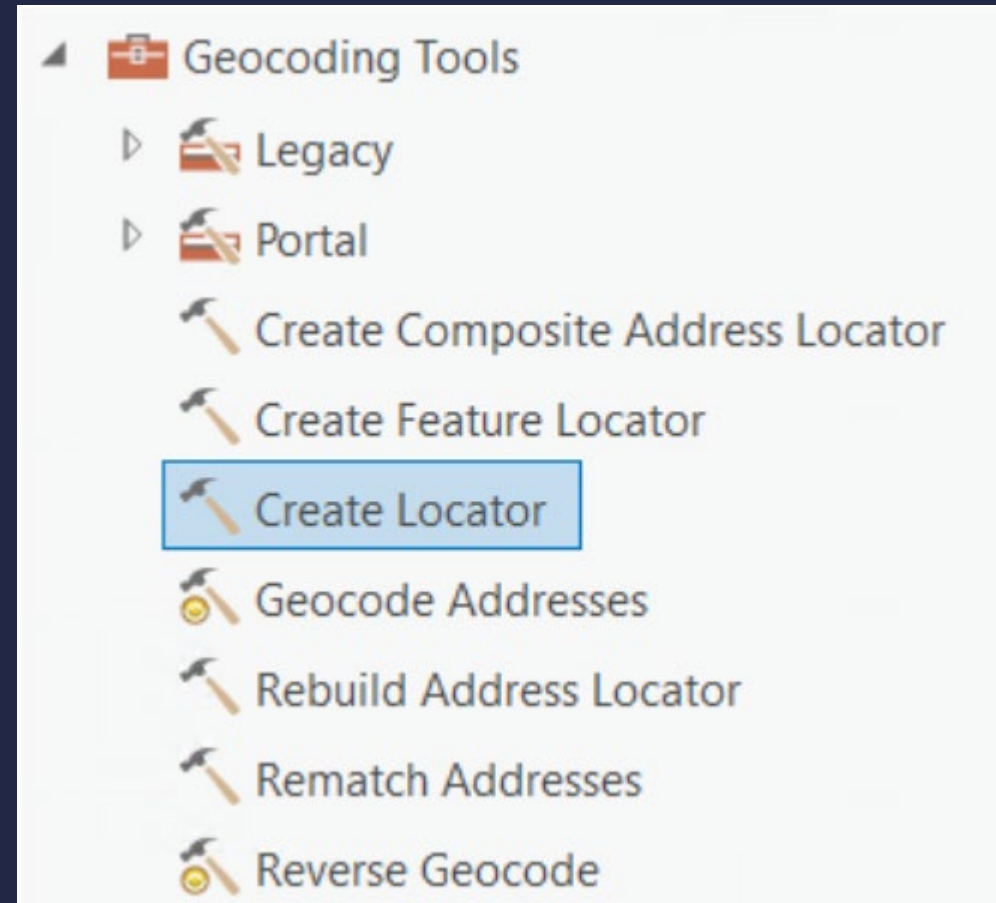 Geocoding Tools
Legacy
Portal
Create Composite Address Locator
Create Feature Locator
Create Locator
Geocode Addresses
Rebuild Address Locator
Rematch Addresses
Reverse Geocode